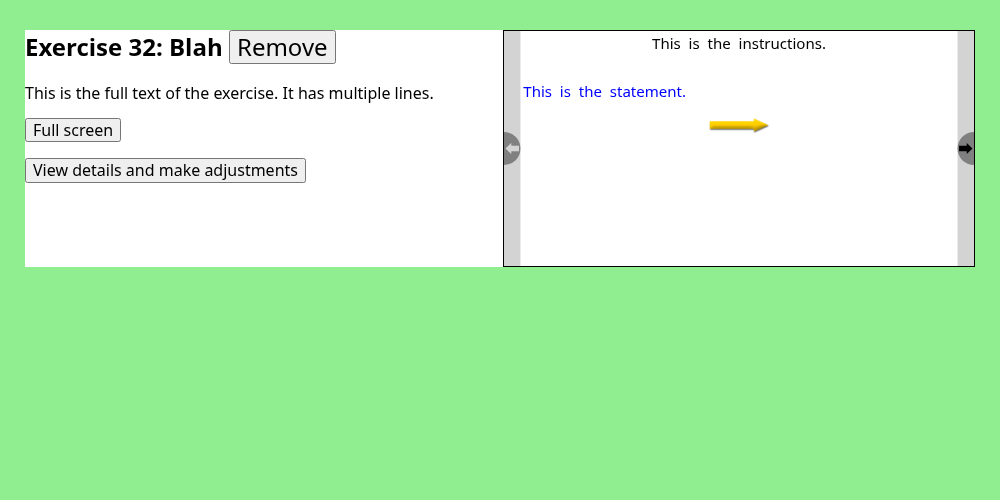 Exercise 32: Blah Remove
This is the full text of the exercise. It has multiple lines.
Full screen
View details and make adjustments
This is the instructions.
This is the statement.